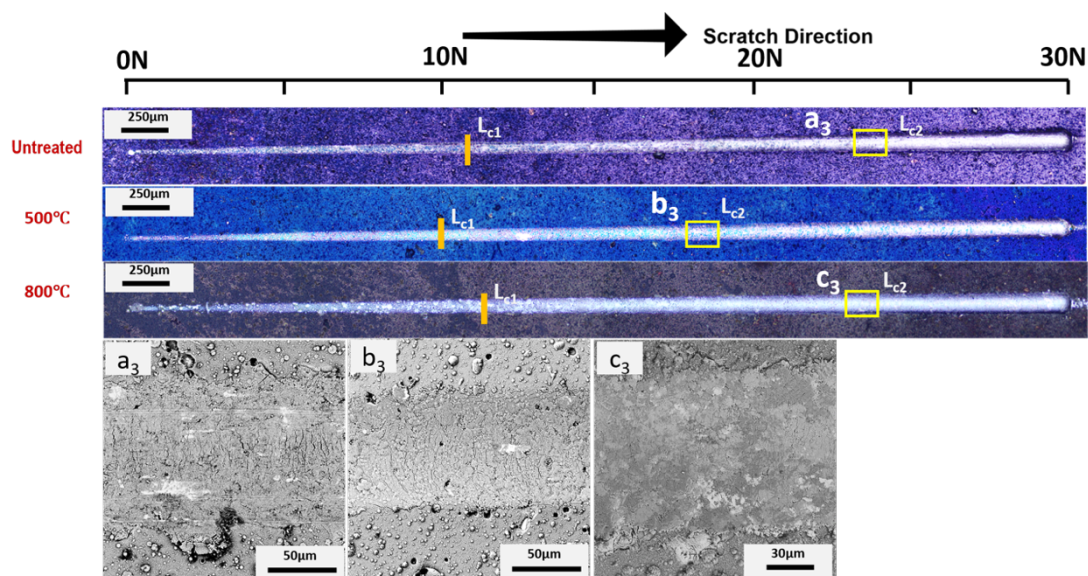 Scratch Direction
0N 10N 20N 30N
250μm
Untreated
Lc1
a3
Lc2
250μm
500℃
Lc1
b3
Lc2
250μm
800℃
Lc1
c3
Lc2
a3
50μm
b3
50μm
c3
30μm